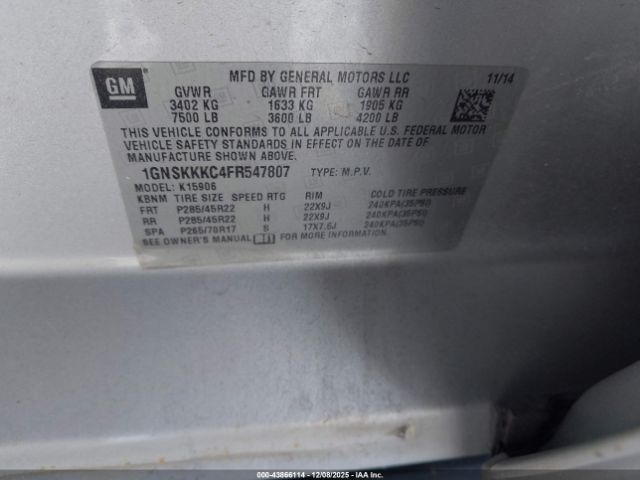 GM
MFD BY GENERAL MOTORS LLC 11/14
GVWR GAWR FRT GAWR RR
3402 KG 1633 KG 1905 KG
7500 LB 3600 LB 4200 LB
THIS VEHICLE CONFORMS TO ALL APPLICABLE U.S. FEDERAL MOTOR
VEHICLE SAFETY STANDARDS IN EFFECT ON THE DATE OF
MANUFACTURE SHOWN ABOVE.
1GNSKKKC4FR547807 TYPE: M.P.V.
MODEL: K15906
KBNM TIRE SIZE SPEED RTG RIM COLD TIRE PRESSURE
FRT P285/45R22 H 22X9J 240KPA(35PSI)
RR P285/45R22 H 22X9J 240KPA(35PSI)
SPA P265/70R17 S 17X7.5J 240KPA(35PSI)
SEE OWNER'S MANUAL FOR MORE INFORMATION.
000-43866114 12/08/2025 - IAAI.COM